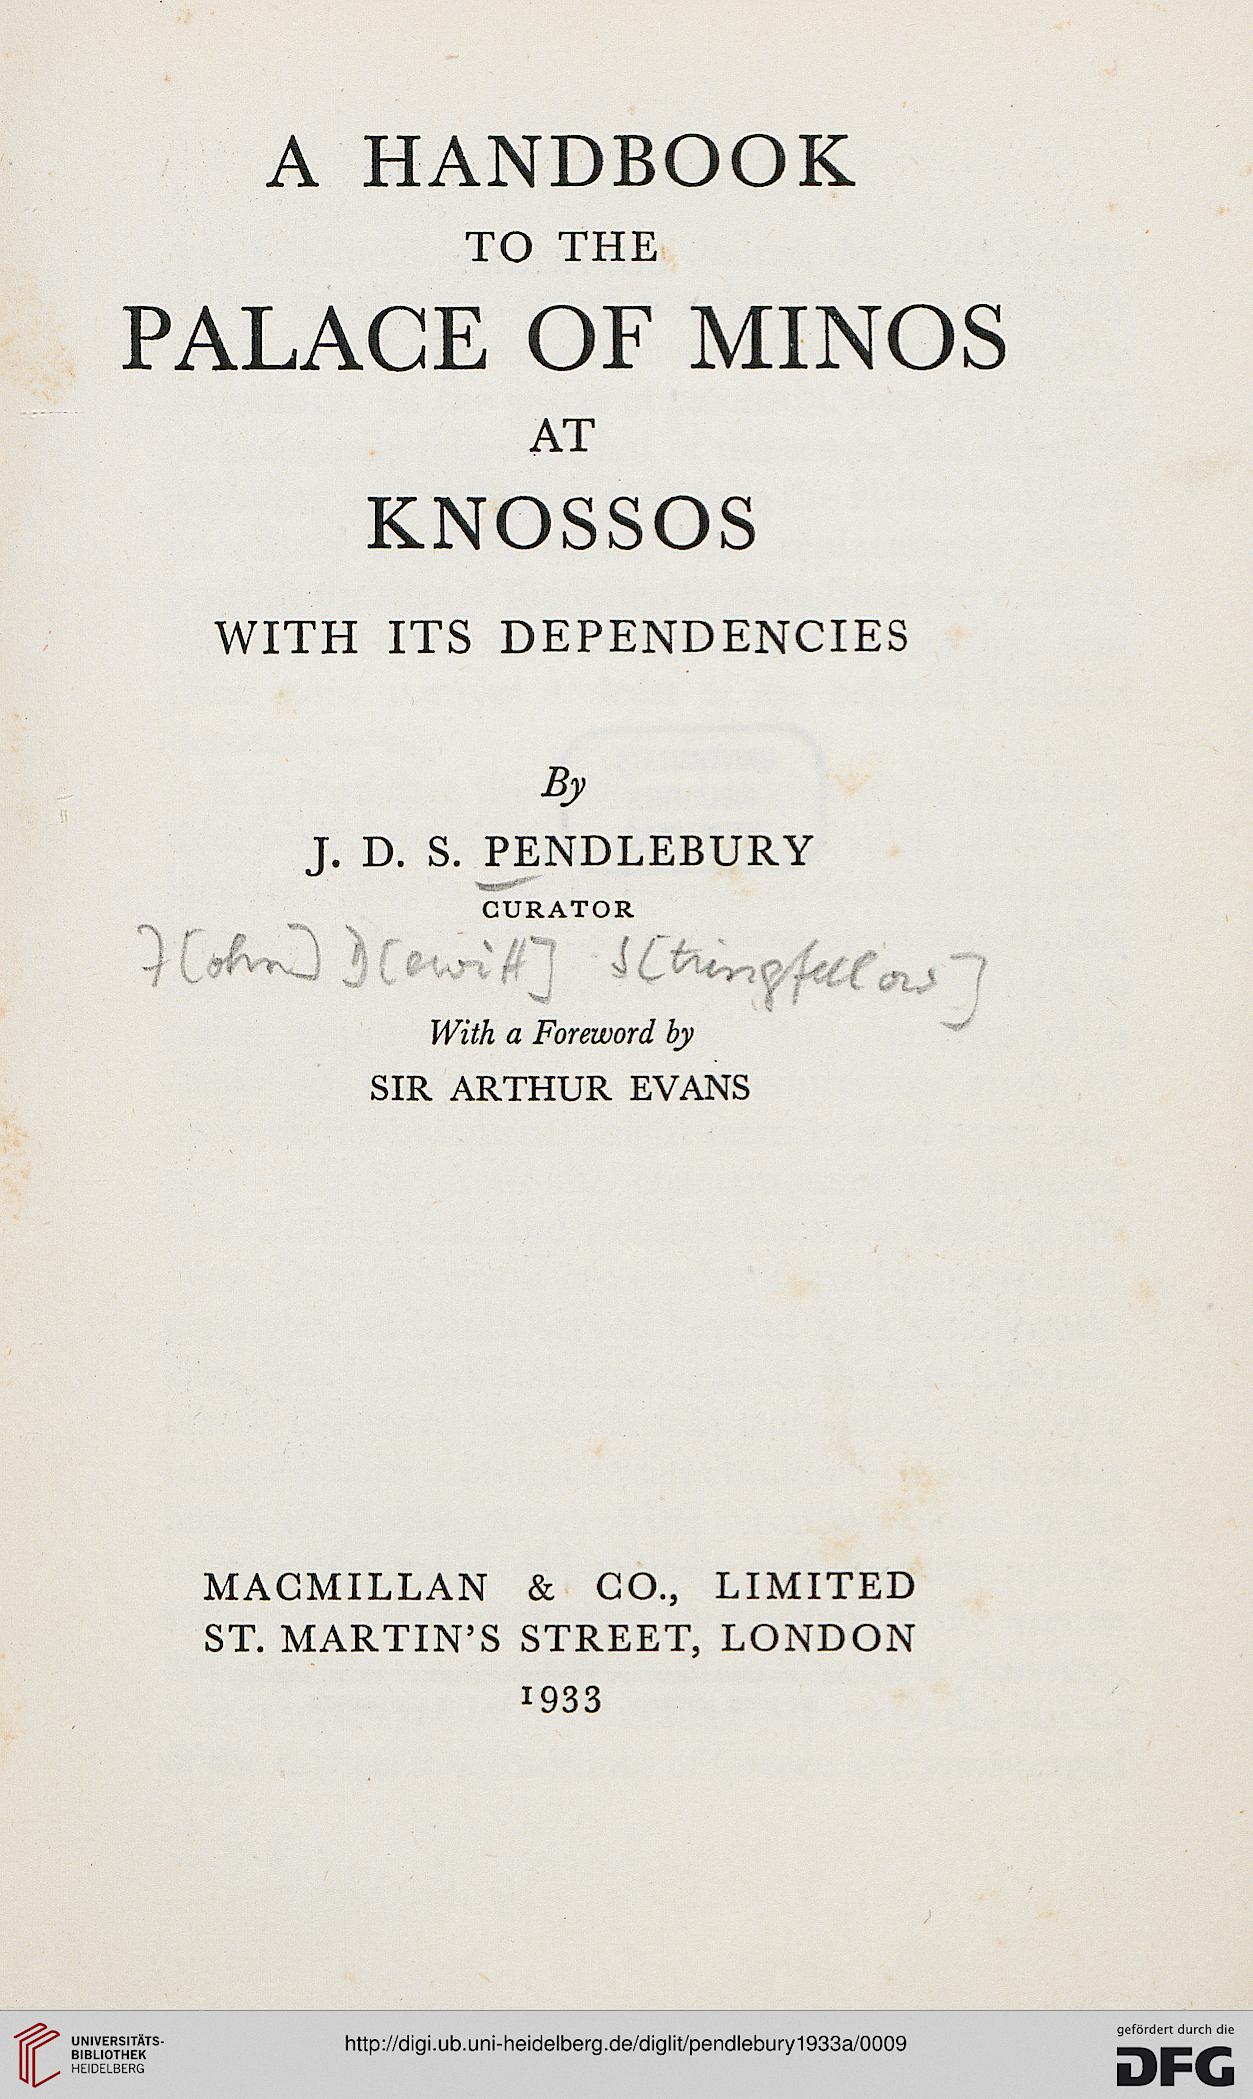 A HANDBOOK
TO THE
PALACE OF MINOS
AT
KNOSSOS
WITH ITS DEPENDENCIES
By
J. D. S. PENDLEBURY
CURATOR
J[ohn] D[ewitt] S[tringfellow]
With a Foreword by
SIR ARTHUR EVANS
MACMILLAN & CO., LIMITED
ST. MARTIN'S STREET, LONDON
1933
UNIVERSITÄTS-
BIBLIOTHEK
HEIDELBERG
http://digi.ub.uni-heidelberg.de/diglit/pendlebury1933a/0009
gefördert durch die
DFG